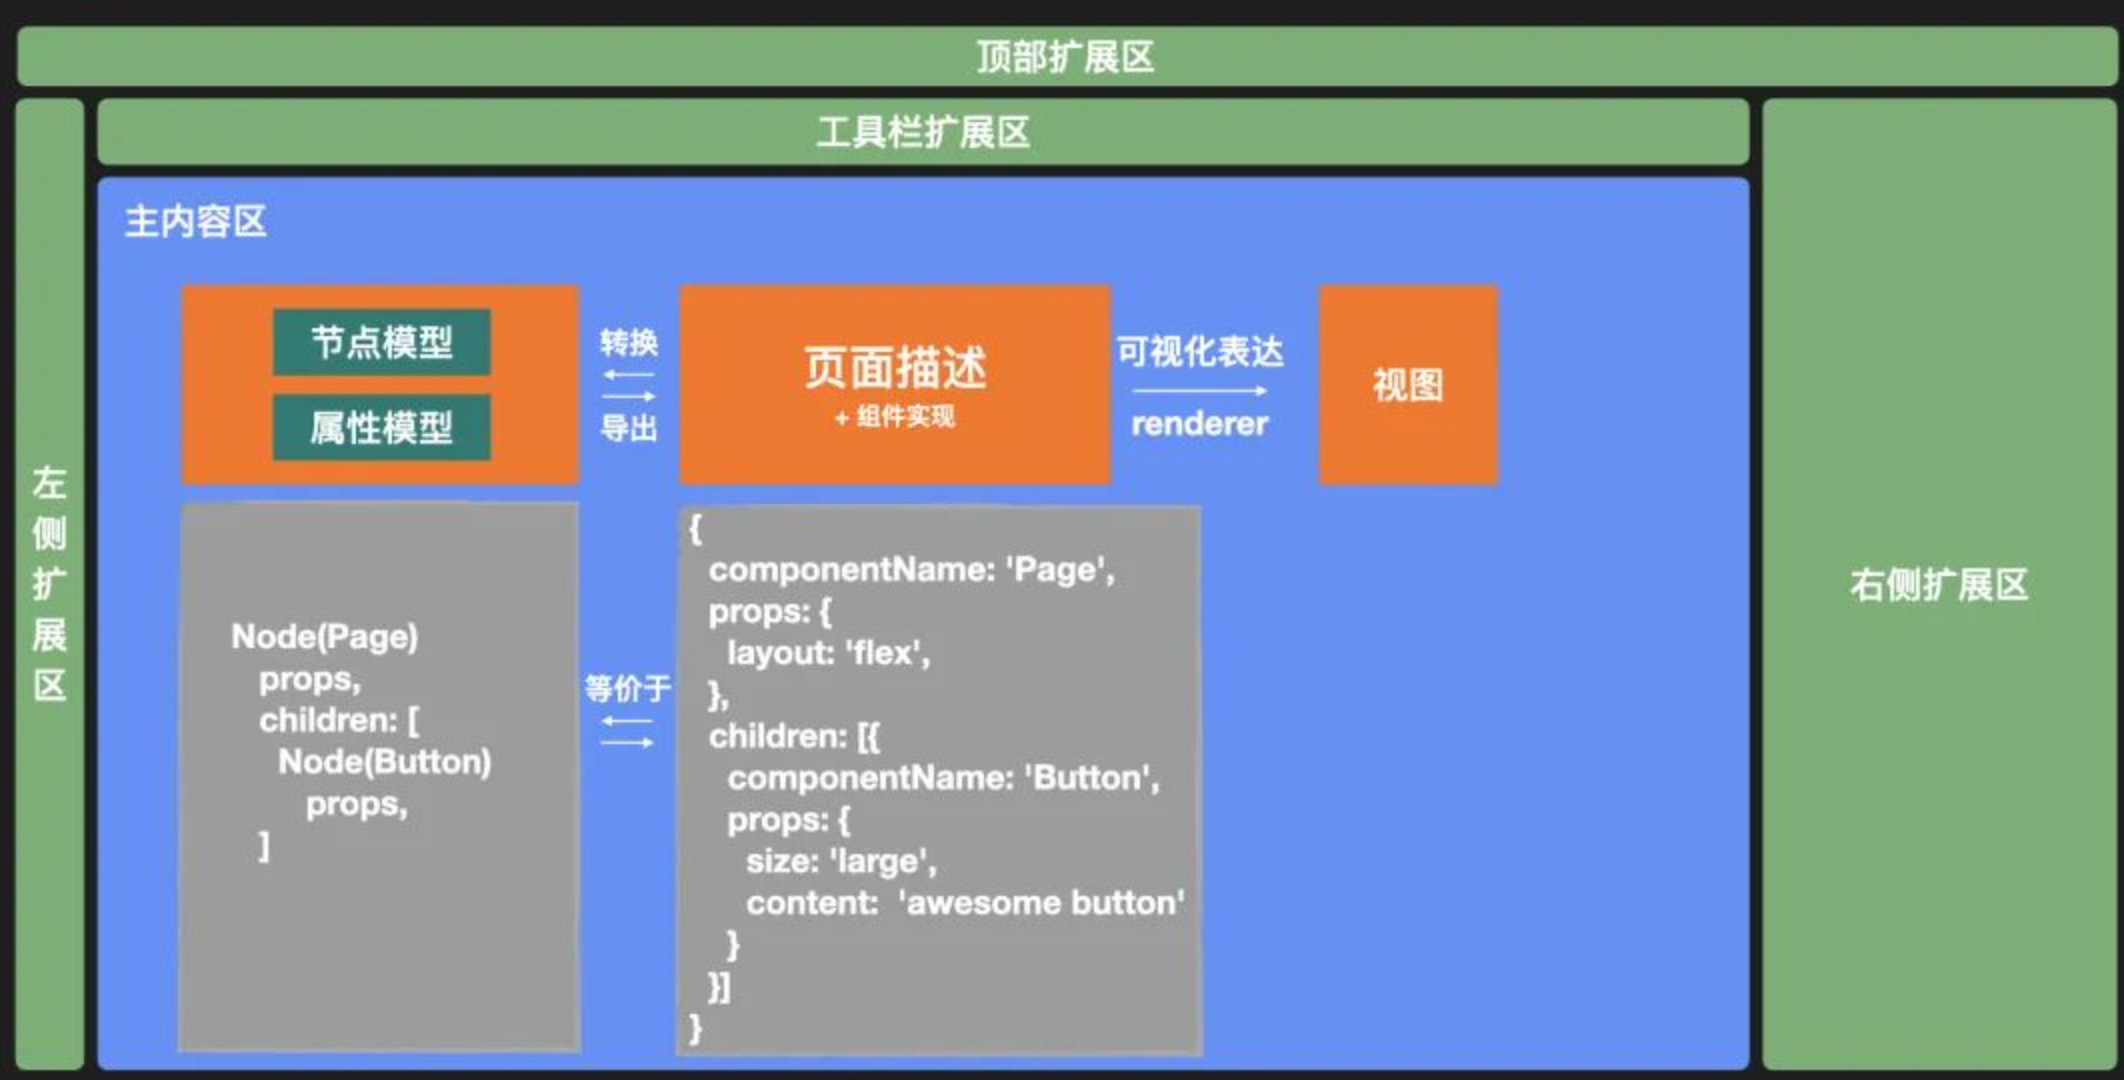 顶部扩展区
工具栏扩展区
左侧扩展区
主内容区
节点模型
属性模型
转换
导出
页面描述
+ 组件实现
可视化表达
renderer
视图
右侧扩展区
Node(Page)
props,
children: [
Node(Button)
props,
]
等价于
{
componentName: 'Page',
props: {
layout: 'flex',
},
children: [{
componentName: 'Button',
props: {
size: 'large',
content:  'awesome button'
}
}]
}